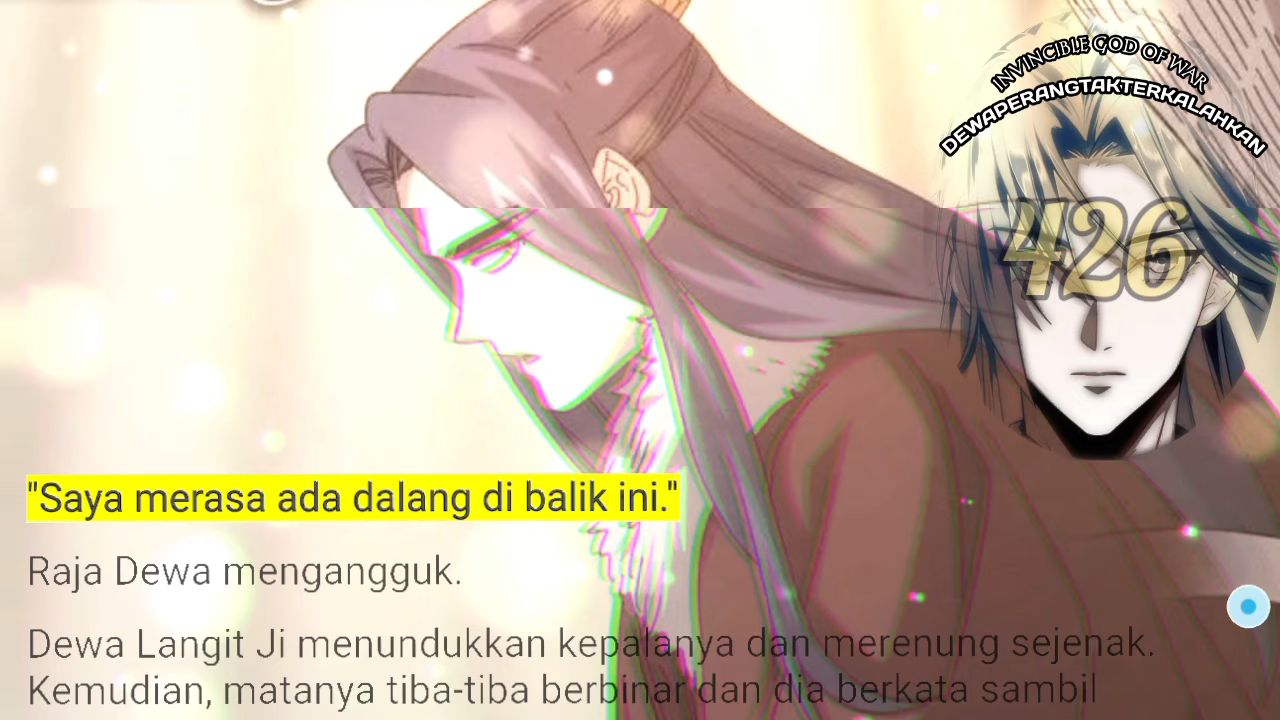 INVINCIBLE GOD OF WAR
DEWAPERANGTAKTERKALAHKAN
426
"Saya merasa ada dalang di balik ini."
Raja Dewa mengangguk.
Dewa Langit Ji menundukkan kepalanya dan merenung sejenak.
Kemudian, matanya tiba-tiba berbinar dan dia berkata sambil